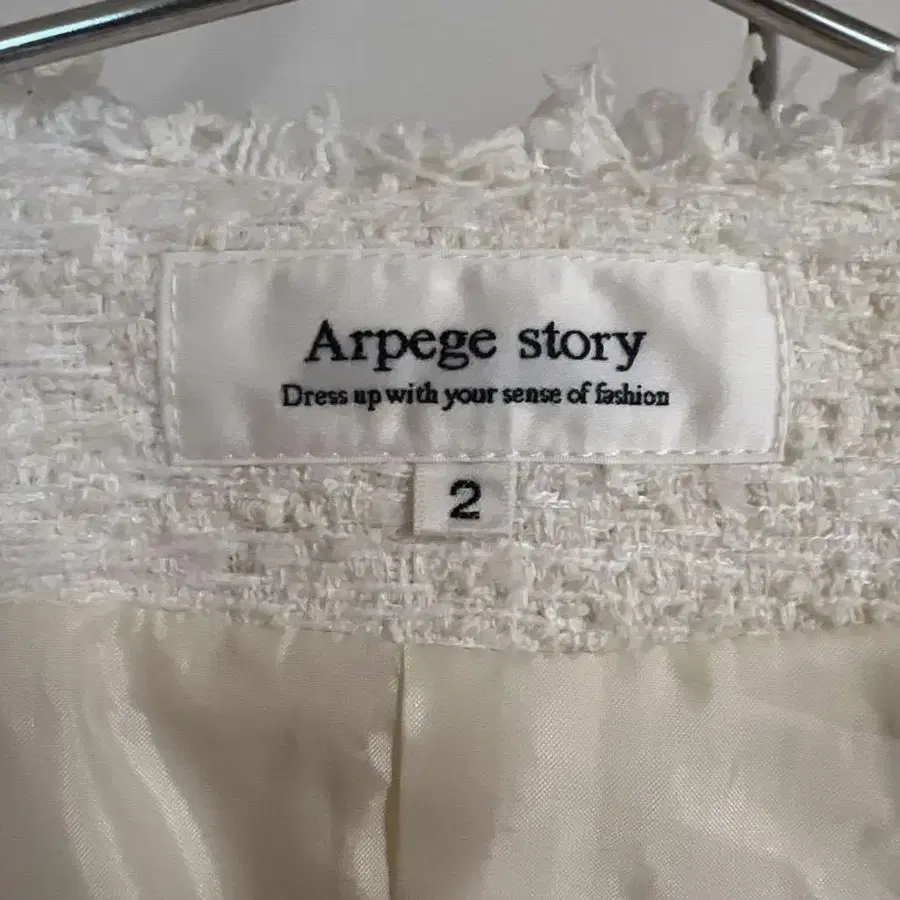 Arpege story
Dress up with your sense of fashion
2